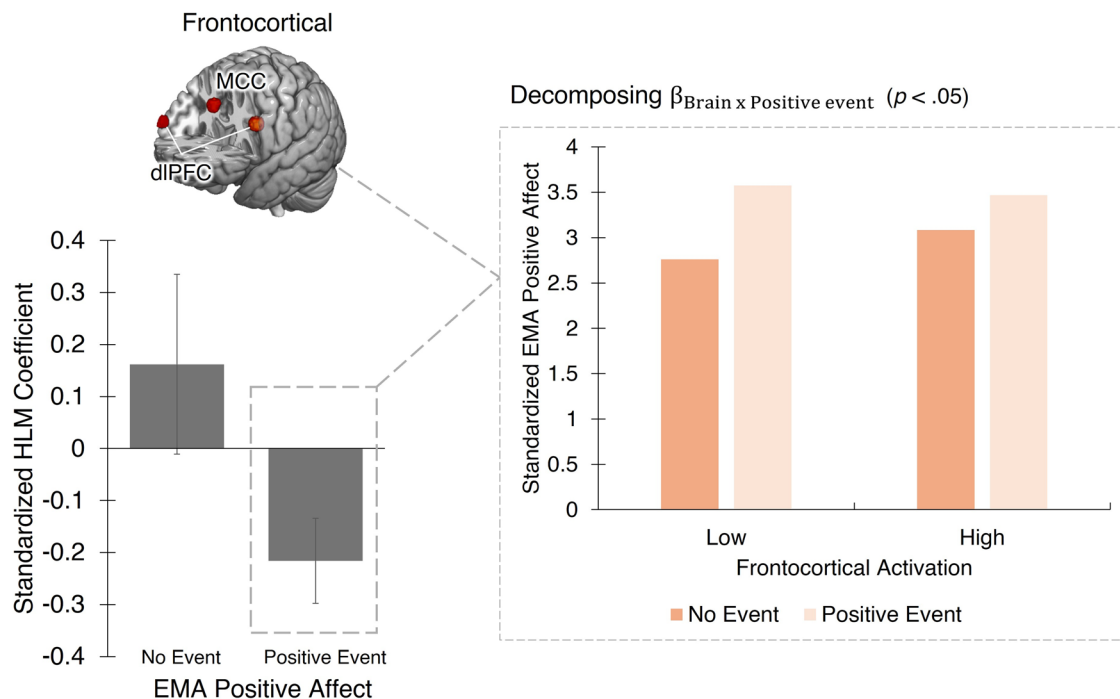 Frontocortical
MCC
dlPFC
Standardized HLM Coefficient
0.4
0.3
0.2
0.1
0
-0.1
-0.2
-0.3
-0.4
No Event Positive Event
EMA Positive Affect
Decomposing βBrain x Positive event (p < .05)
Standardized EMA Positive Affect
4
3.5
3
2.5
2
1.5
1
0.5
0
Low High
Frontocortical Activation
No Event Positive Event